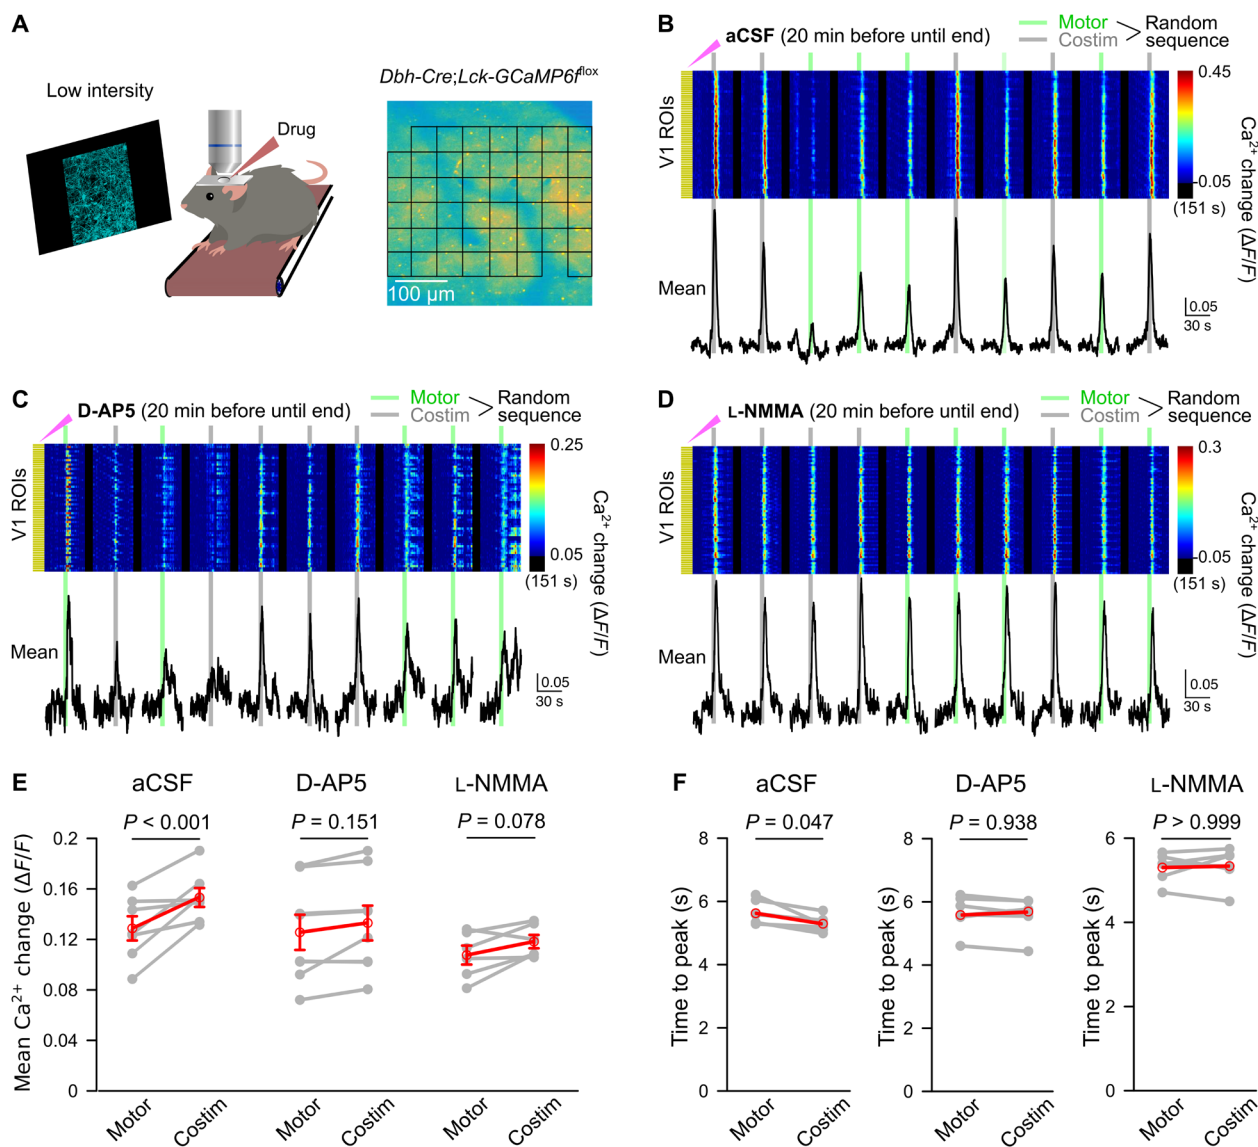 A
Low intersity
Drug
Dbh-Cre;Lck-GCaMP6f^flox
100 µm
B
aCSF (20 min before until end)
Motor
Costim
Random
sequence
V1 ROIs
0.45
-0.05
(151 s)
Ca2+ change (ΔF/F)
Mean
0.05
30 s
C
D-AP5 (20 min before until end)
Motor
Costim
Random
sequence
V1 ROIs
0.25
0.05
(151 s)
Ca2+ change (ΔF/F)
Mean
0.05
30 s
D
L-NMMA (20 min before until end)
Motor
Costim
Random
sequence
V1 ROIs
0.3
-0.05
(151 s)
Ca2+ change (ΔF/F)
Mean
0.05
30 s
E
aCSF
D-AP5
L-NMMA
P < 0.001
P = 0.151
P = 0.078
Mean Ca2+ change (ΔF/F)
0.2
0.16
0.12
0.08
0.04
0
Motor
Costim
Motor
Costim
Motor
Costim
F
aCSF
P = 0.047
Time to peak (s)
8
6
4
2
0
Motor
Costim
D-AP5
P = 0.938
Time to peak (s)
8
6
4
2
0
Motor
Costim
L-NMMA
P > 0.999
Time to peak (s)
6
4
2
0
Motor
Costim